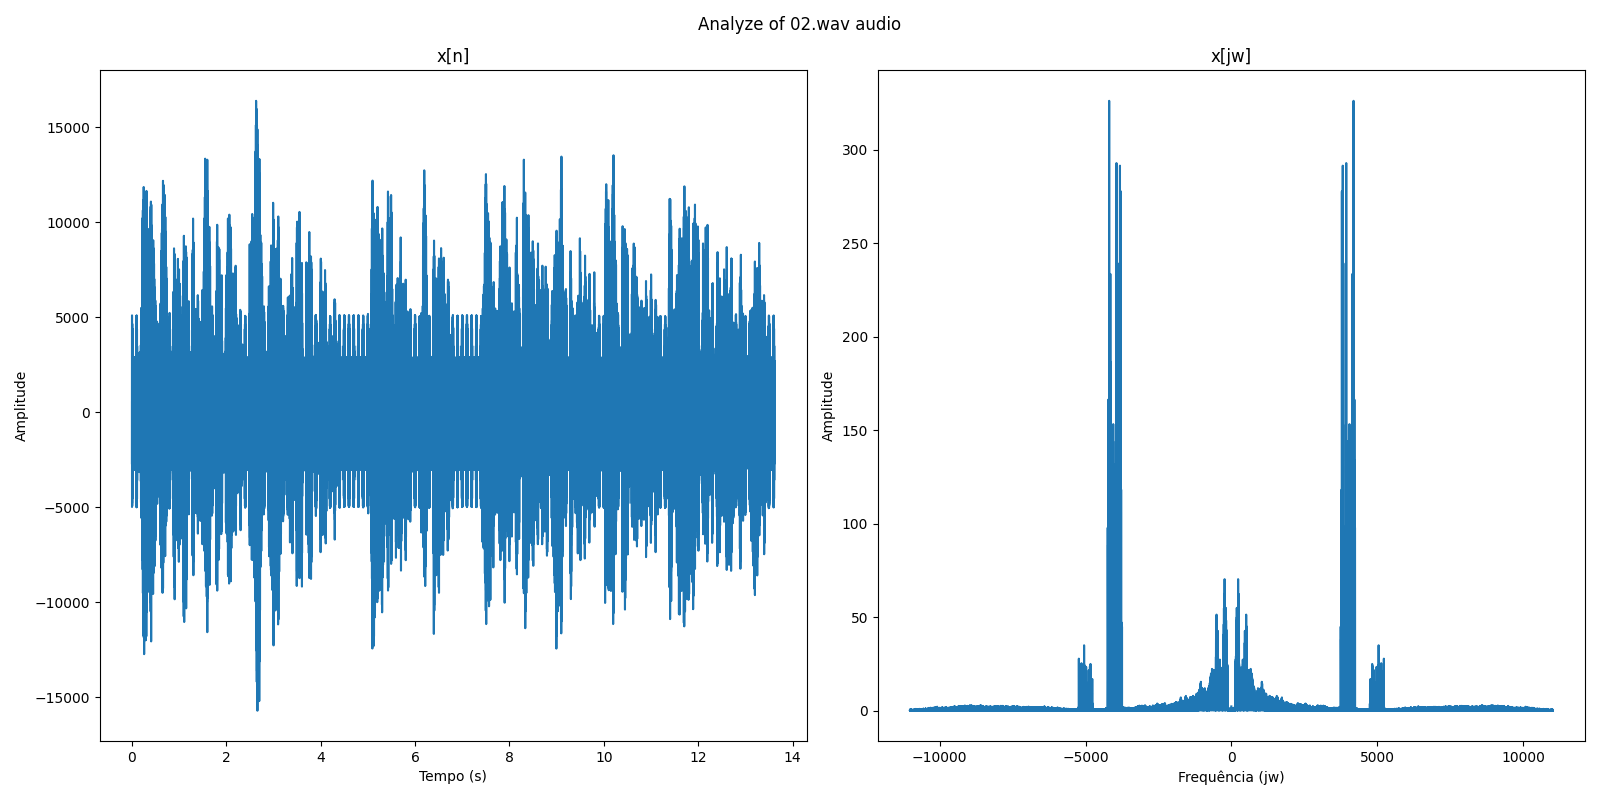 Analyze of 02.wav audio
x[n]
Amplitude
15000
10000
5000
0
−5000
−10000
−15000
0 2 4 6 8 10 12 14
Tempo (s)
x[jw]
Amplitude
300
250
200
150
100
50
0
−10000 −5000 0 5000 10000
Frequência (jw)